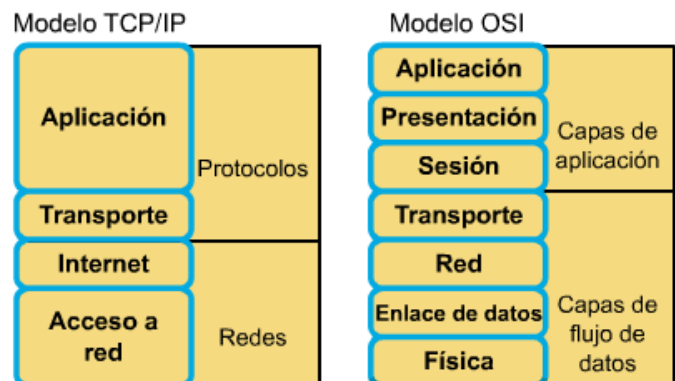 Modelo TCP/IP
Aplicación
Transporte
Internet
Acceso a
red
Protocolos
Redes
Modelo OSI
Aplicación
Presentación
Sesión
Transporte
Red
Enlace de datos
Física
Capas de
aplicación
Capas de
flujo de
datos